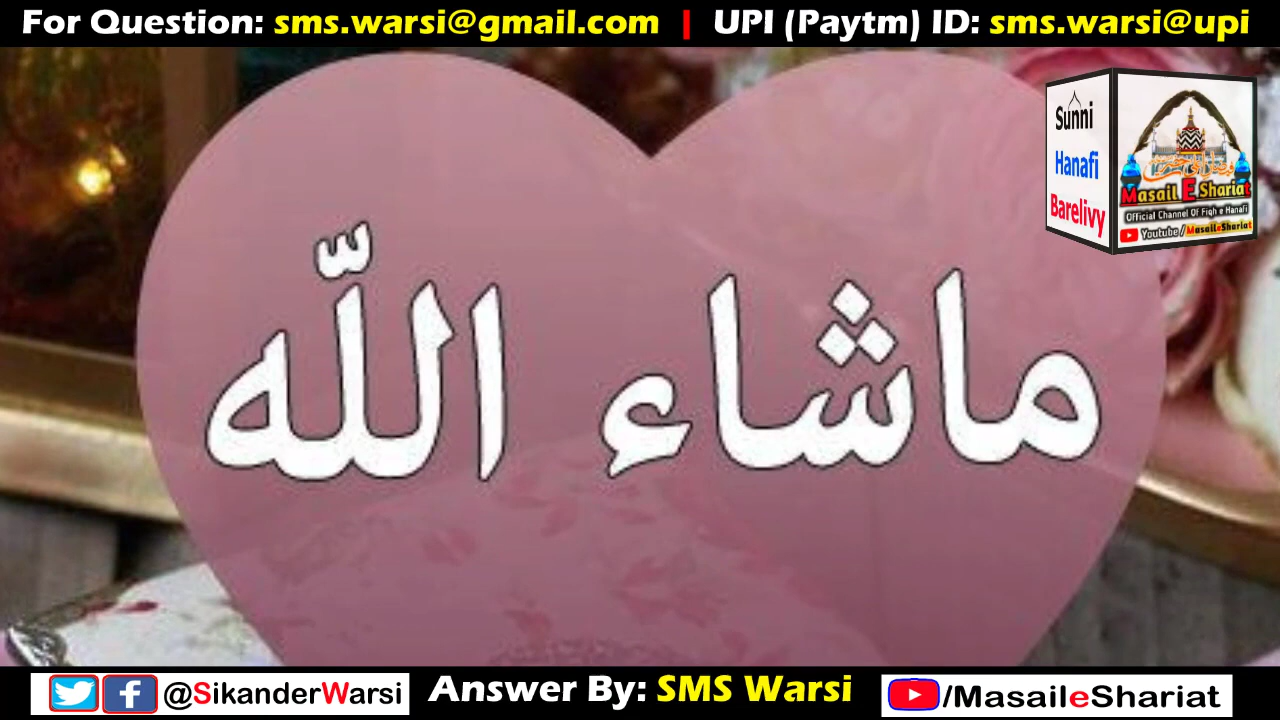 For Question: sms.warsi@gmail.com | UPI (Paytm) ID: sms.warsi@upi
Sunni
Hanafi
Barelivy
Masail E Shariat
Official Channel Of Fiqh e Hanafi
Youtube / MasaileShariat
ماشاء اللّه
@SikanderWarsi
Answer By: SMS Warsi
/MasaileShariat